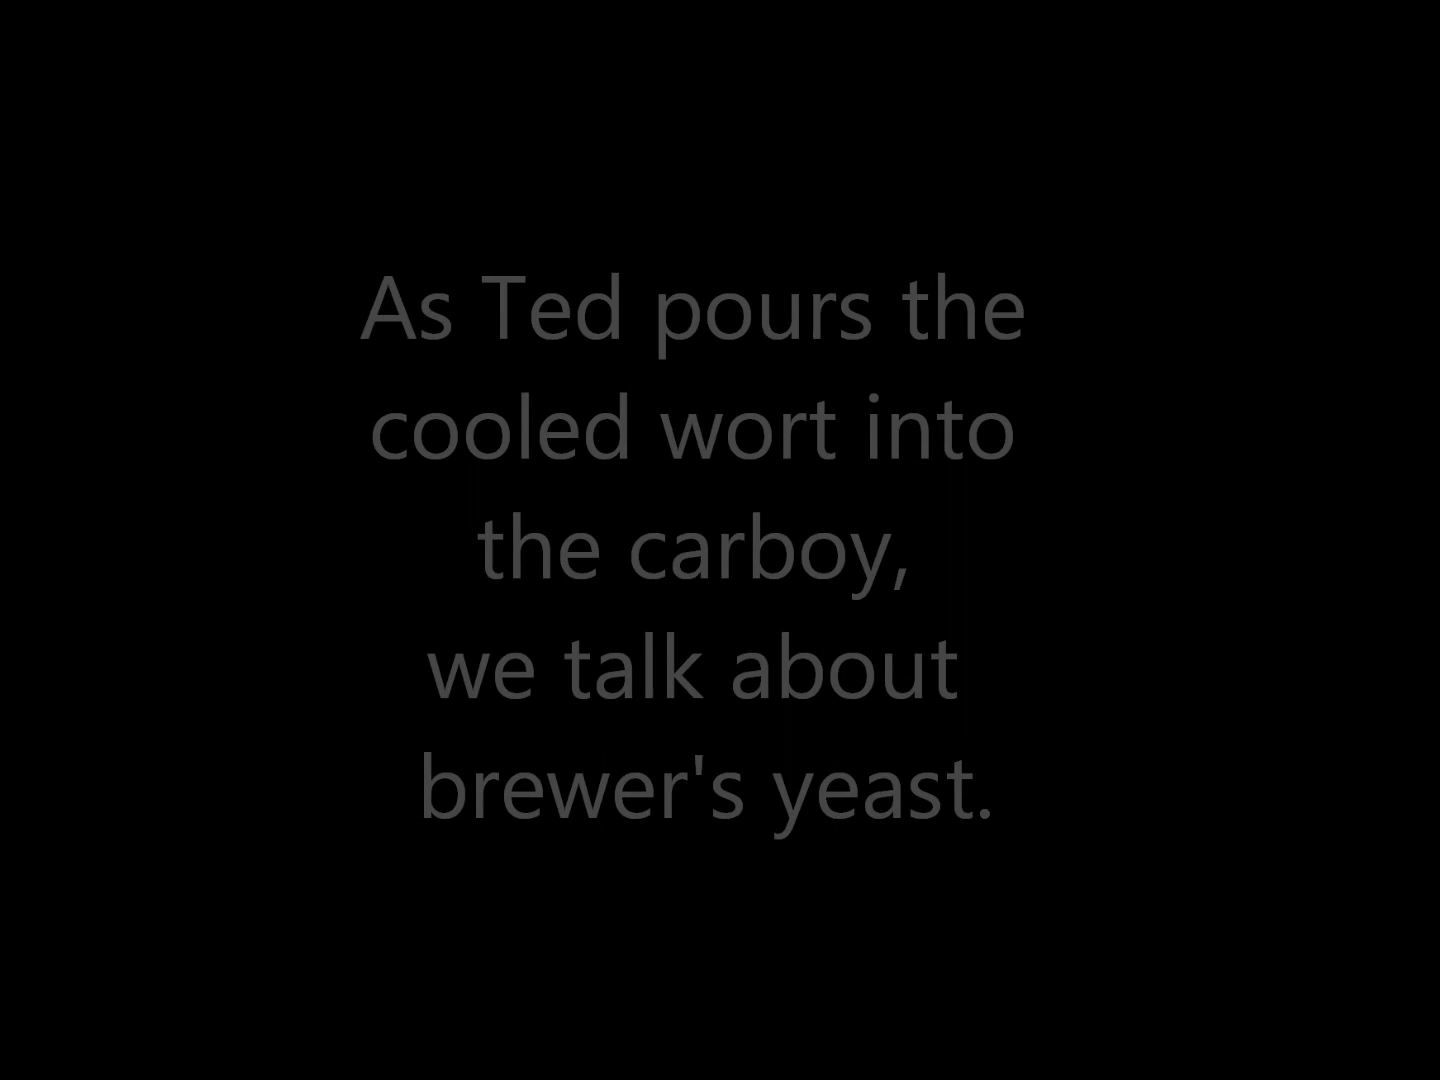 As Ted pours the
cooled wort into
the carboy,
we talk about
brewer's yeast.